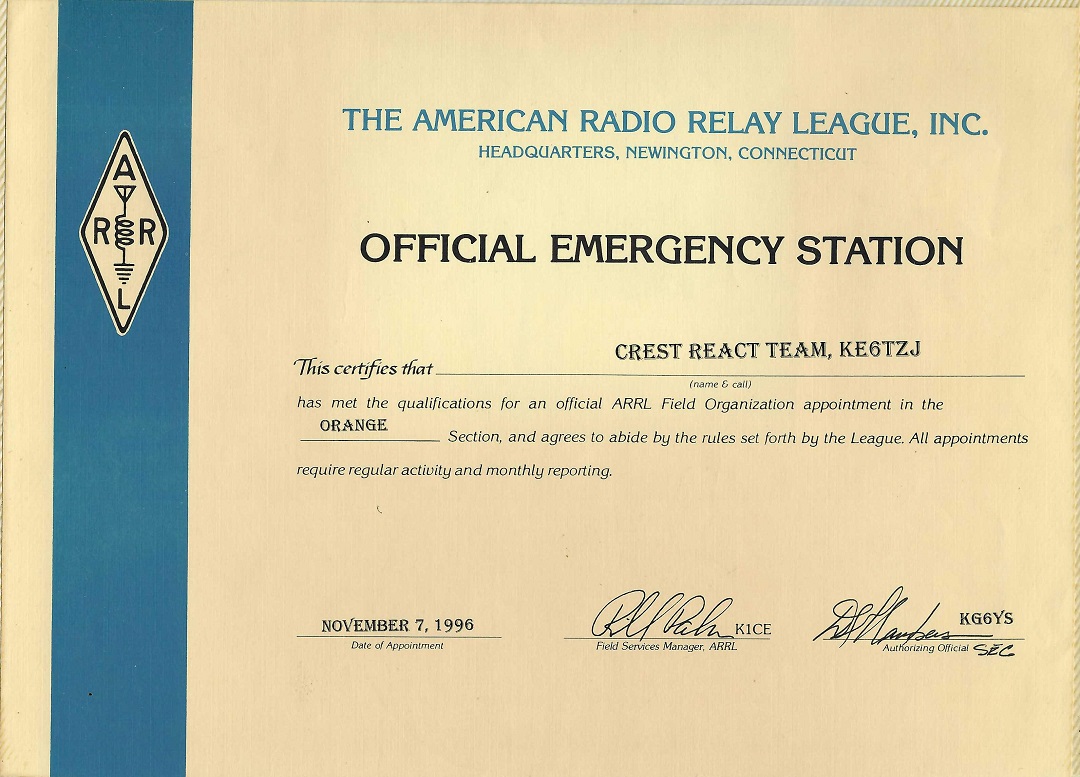 A
R R
L
THE AMERICAN RADIO RELAY LEAGUE, INC.
HEADQUARTERS, NEWINGTON, CONNECTICUT
OFFICIAL EMERGENCY STATION
CREST REACT TEAM, KE6TZJ
This certifies that
(name & call)
has met the qualifications for an official ARRL Field Organization appointment in the
ORANGE
Section, and agrees to abide by the rules set forth by the League. All appointments
require regular activity and monthly reporting.
NOVEMBER 7, 1996
K1CE
KG6YS
Date of Appointment
Field Services Manager, ARRL
Authorizing Official SEC